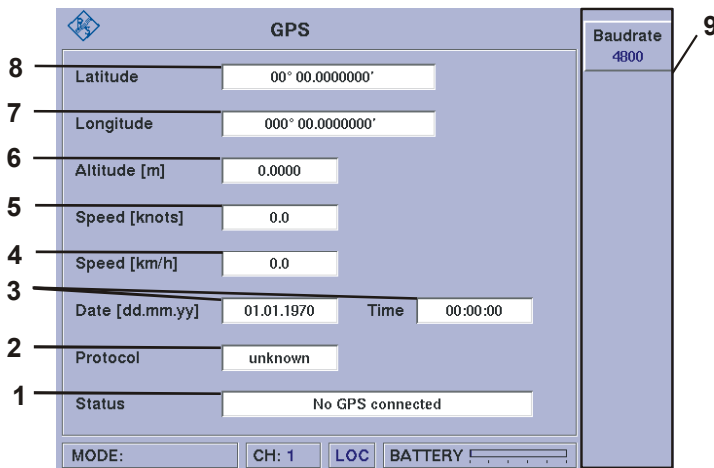 GPS
Baudrate
4800
9
8 Latitude 00° 00.0000000'
7 Longitude 000° 00.0000000'
6 Altitude [m] 0.0000
5 Speed [knots] 0.0
4 Speed [km/h] 0.0
3 Date [dd.mm.yy] 01.01.1970 Time 00:00:00
2 Protocol unknown
1 Status No GPS connected
MODE: CH: 1 LOC BATTERY